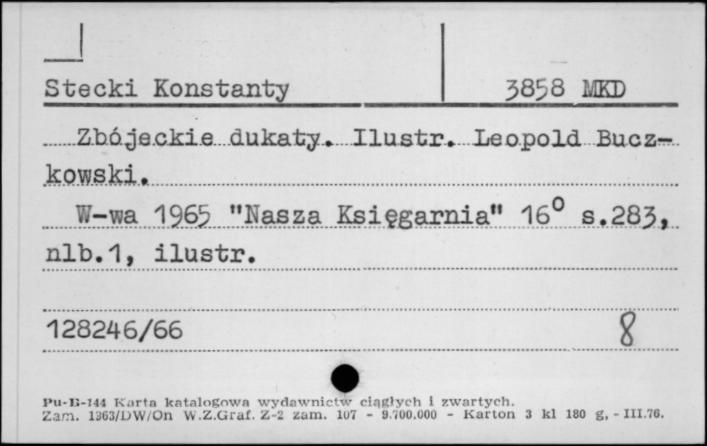 Stecki Konstanty 3858 MKD
Zbójeckie dukaty. Ilustr. Leopold Bucz-
kowski.
W-wa 1965 "Nasza Księgarnia" 16° s.283,
nlb.1, ilustr.
128246/66 8
Pu-B-144 Karta katalogowa wydawnictw ciągłych i zwartych.
Zam. 1363/DW/On W.Z.Graf. Z-2 zam. 107 - 9.700.000 - Karton 3 kl 180 g, - III.76.